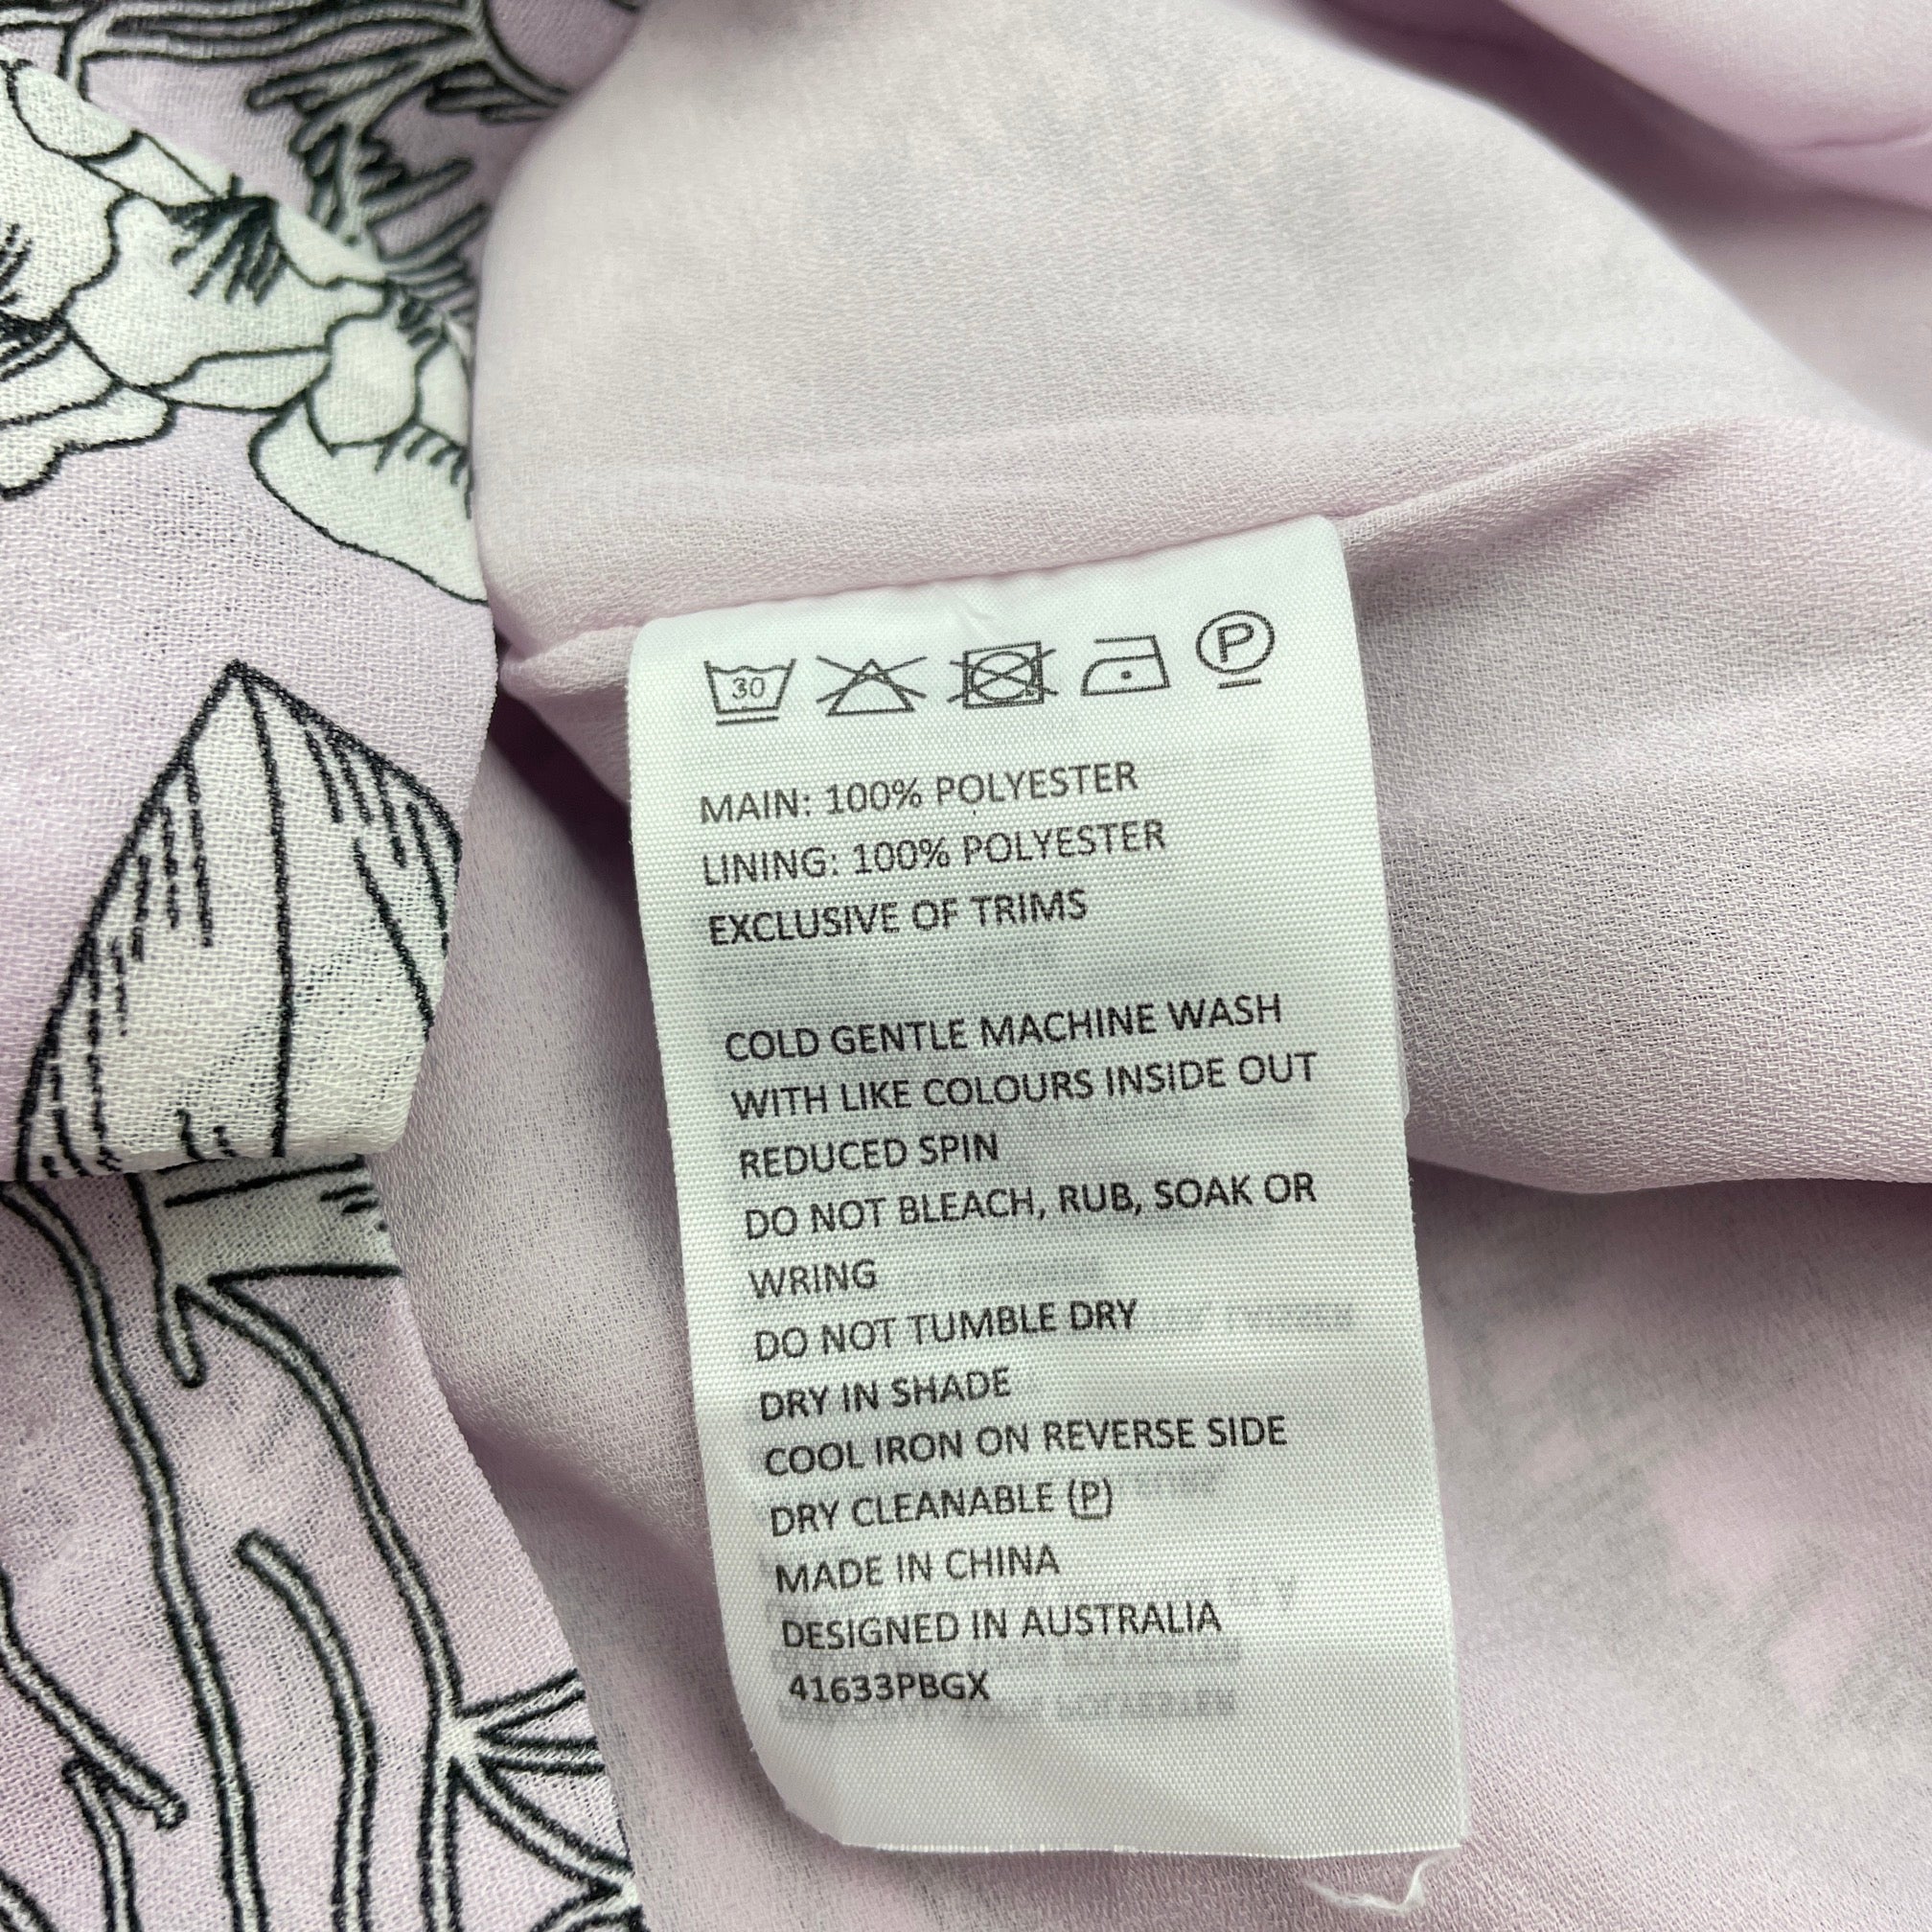 30 P
MAIN: 100% POLYESTER
LINING: 100% POLYESTER
EXCLUSIVE OF TRIMS
COLD GENTLE MACHINE WASH
WITH LIKE COLOURS INSIDE OUT
REDUCED SPIN
DO NOT BLEACH, RUB, SOAK OR
WRING
DO NOT TUMBLE DRY
DRY IN SHADE
COOL IRON ON REVERSE SIDE
DRY CLEANABLE (P)
MADE IN CHINA
DESIGNED IN AUSTRALIA
41633PBGX